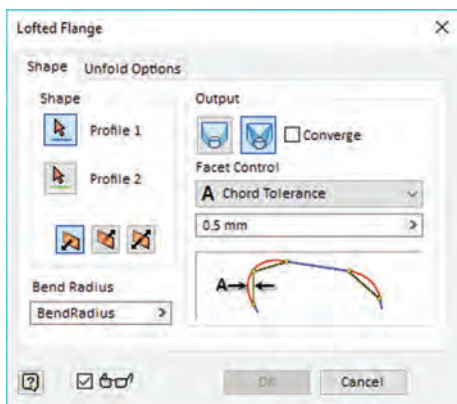 Lofted Flange
Shape
Unfold Options
Shape
Profile 1
Profile 2
Bend Radius
BendRadius
Output
Converge
Facet Control
A Chord Tolerance
0.5 mm
A
OK
Cancel